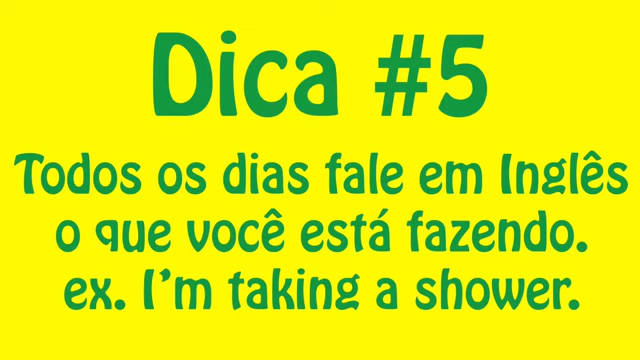 Dica #5
Todos os dias fale em Inglês
o que você está fazendo.
ex. I'm taking a shower.